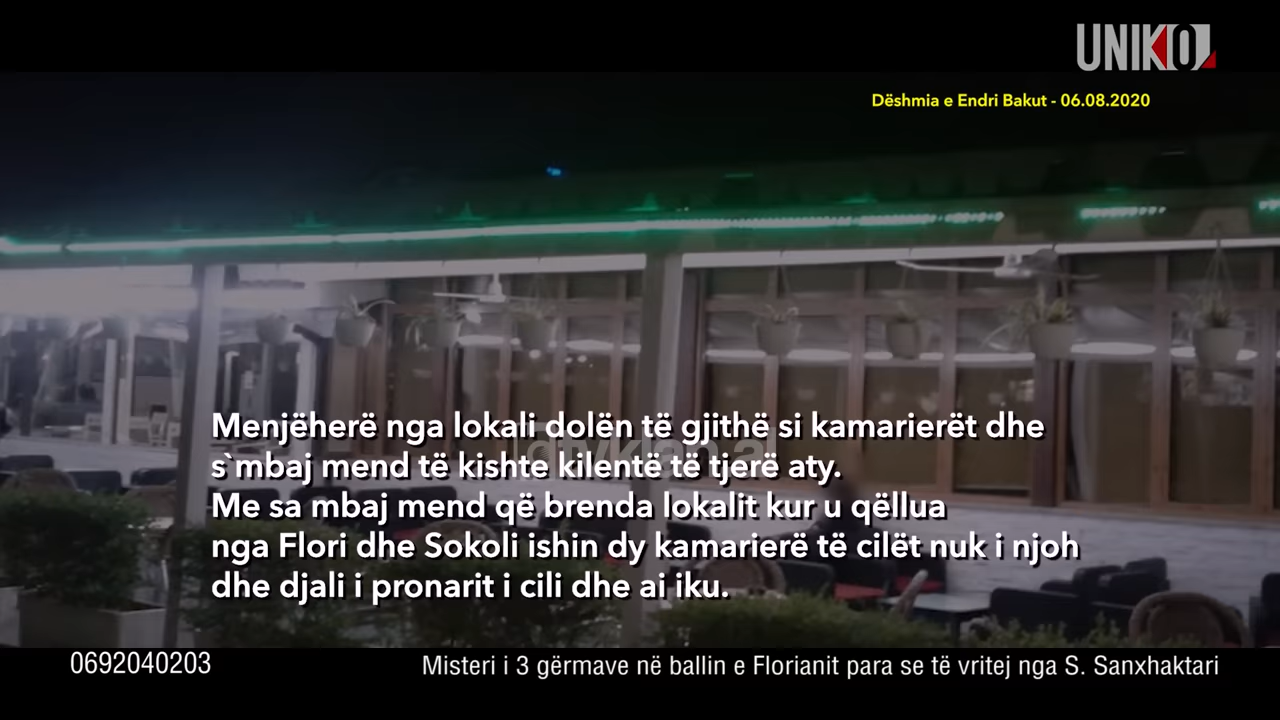 UNIKO
Dëshmia e Endri Bakut - 06.08.2020
Menjëherë nga lokali dolën të gjithë si kamarierët dhe
s`mbaj mend të kishte kilentë të tjerë aty.
Me sa mbaj mend që brenda lokalit kur u qëllua
nga Flori dhe Sokoli ishin dy kamarierë të cilët nuk i njoh
dhe djali i pronarit i cili dhe ai iku.
0692040203
Misteri i 3 gërmave në ballin e Florianit para se të vritej nga S. Sanxhaktari